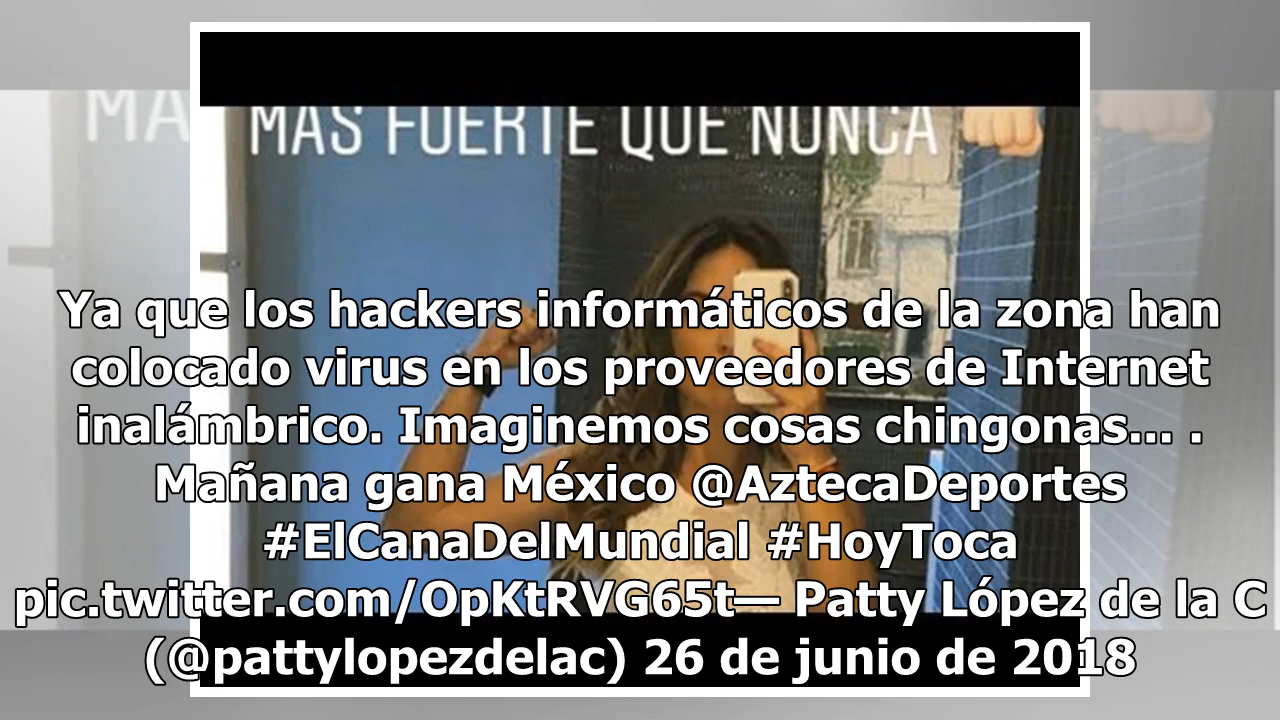 MA
MAS FUERTE QUE NUNCA
Ya que los hackers informáticos de la zona han
colocado virus en los proveedores de Internet
inalámbrico. Imaginemos cosas chingonas... .
Mañana gana México @AztecaDeportes
#ElCanaDelMundial #HoyToca
pic.twitter.com/OpKtRVG65t— Patty López de la C
(@pattylopezdelac) 26 de junio de 2018